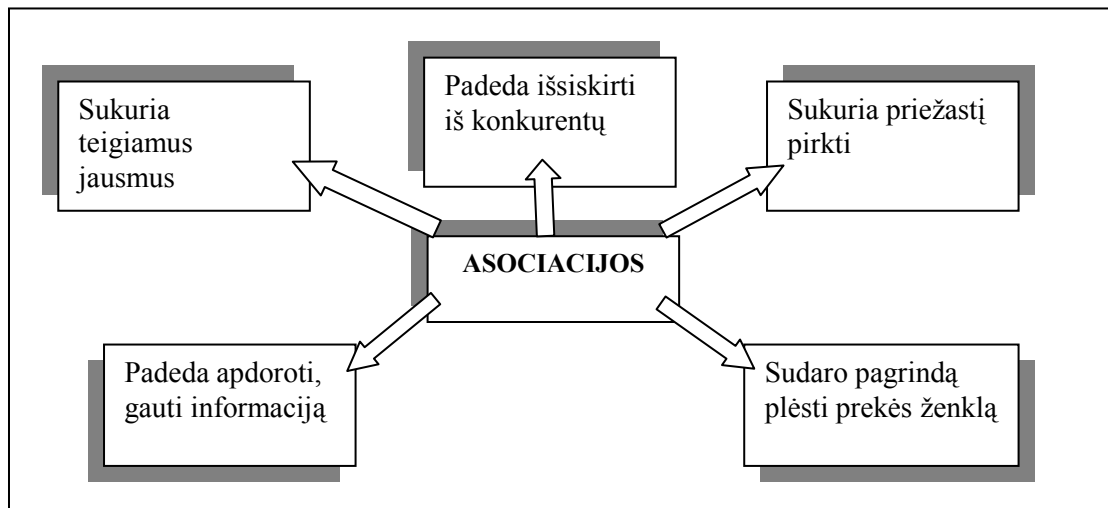 Sukuria
teigiamus
jausmus
Padeda išsiskirti
iš konkurentų
Sukuria priežastį
pirkti
ASOCIACIJOS
Padeda apdoroti,
gauti informaciją
Sudaro pagrindą
plėsti prekės ženklą